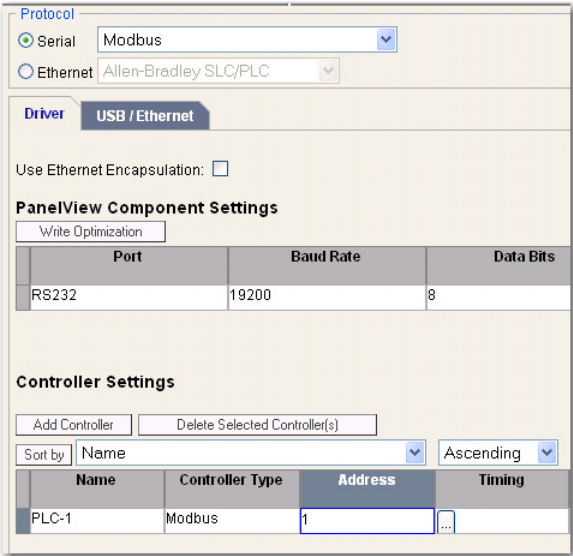 Protocol
Serial Modbus
Ethernet Allen-Bradley SLC/PLC
Driver USB / Ethernet
Use Ethernet Encapsulation:
PanelView Component Settings
Write Optimization
Port Baud Rate Data Bits
RS232 19200 8
Controller Settings
Add Controller Delete Selected Controller(s)
Sort by Name Ascending
Name Controller Type Address Timing
PLC-1 Modbus 1 ...